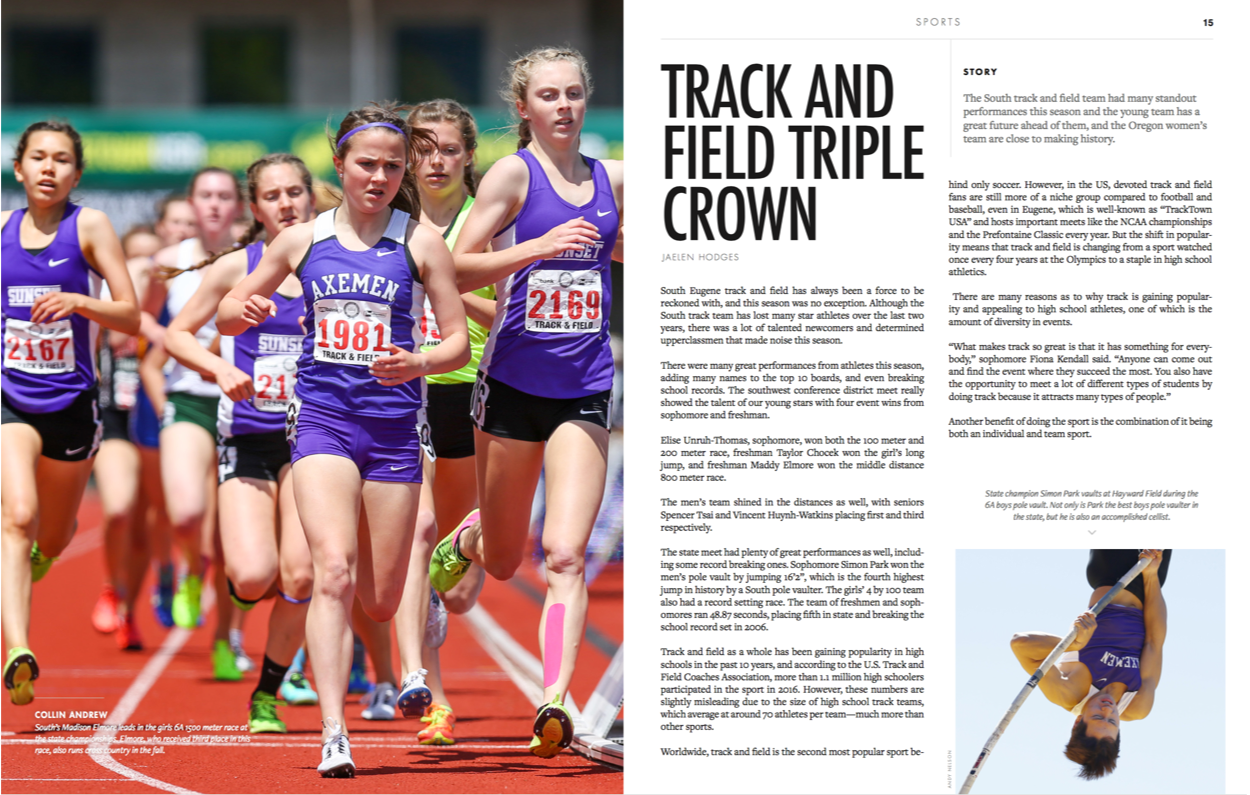 SUNSET
2167
TRACK & FIELD
SUNSE
21
AXEMEN
1981
TRACK & FIELD
SUNSET
2169
TRACK & FIELD
COLLIN ANDREW
South's Madison Elmore leads in the girls 6A 1500 meter race at
the state championships. Elmore, who received third place in this
race, also runs cross country in the fall.
SPORTS
15
TRACK AND
FIELD TRIPLE
CROWN
JAELEN HODGES
South Eugene track and field has always been a force to be
reckoned with, and this season was no exception. Although the
South track team has lost many star athletes over the last two
years, there was a lot of talented newcomers and determined
upperclassmen that made noise this season.
There were many great performances from athletes this season,
adding many names to the top 10 boards, and even breaking
school records. The southwest conference district meet really
showed the talent of our young stars with four event wins from
sophomore and freshman.
Elise Unruh-Thomas, sophomore, won both the 100 meter and
200 meter race, freshman Taylor Chocek won the girl's long
jump, and freshman Maddy Elmore won the middle distance
800 meter race.
The men's team shined in the distances as well, with seniors
Spencer Tsai and Vincent Huynh-Watkins placing first and third
respectively.
The state meet had plenty of great performances as well, includ-
ing some record breaking ones. Sophomore Simon Park won the
men's pole vault by jumping 16'2", which is the fourth highest
jump in history by a South pole vaulter. The girls' 4 by 100 team
also had a record setting race. The team of freshmen and soph-
omores ran 48.87 seconds, placing fifth in state and breaking the
school record set in 2006.
Track and field as a whole has been gaining popularity in high
schools in the past 10 years, and according to the U.S. Track and
Field Coaches Association, more than 1.1 million high schoolers
participated in the sport in 2016. However, these numbers are
slightly misleading due to the size of high school track teams,
which average at around 70 athletes per team—much more than
other sports.
Worldwide, track and field is the second most popular sport be-
STORY
The South track and field team had many standout
performances this season and the young team has a
great future ahead of them, and the Oregon women's
team are close to making history.
hind only soccer. However, in the US, devoted track and field
fans are still more of a niche group compared to football and
baseball, even in Eugene, which is well-known as "TrackTown
USA" and hosts important meets like the NCAA championships
and the Prefontaine Classic every year. But the shift in popular-
ity means that track and field is changing from a sport watched
once every four years at the Olympics to a staple in high school
athletics.
There are many reasons as to why track is gaining popular-
ity and appealing to high school athletes, one of which is the
amount of diversity in events.
"What makes track so great is that it has something for every-
body," sophomore Fiona Kendall said. "Anyone can come out
and find the event where they succeed the most. You also have
the opportunity to meet a lot of different types of students by
doing track because it attracts many types of people."
Another benefit of doing the sport is the combination of it being
both an individual and team sport.
State champion Simon Park vaults at Hayward Field during the
6A boys pole vault. Not only is Park the best boys pole vaulter in
the state, but he is also an accomplished cellist.
AXEMEN
ANDY NELSON